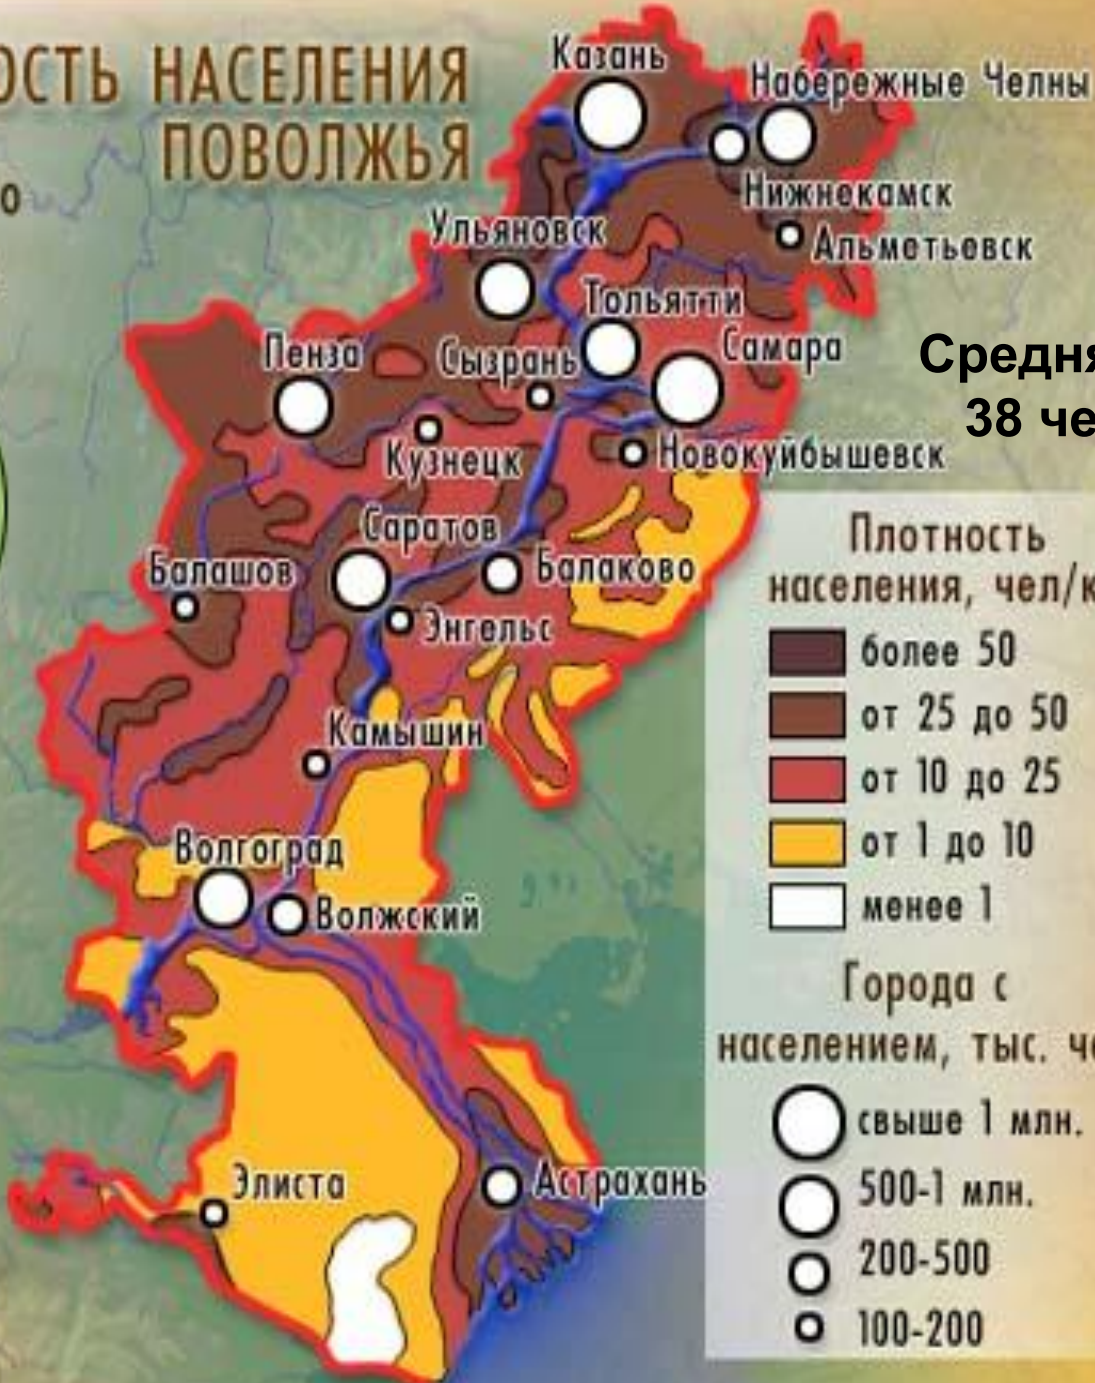 ОСТЬ НАСЕЛЕНИЯ
ПОВОЛЖЬЯ
Казань
Набережные Челны
Нижнекамск
Альметьевск
Ульяновск
Тольятти
Самара
Пенза
Сызрань
Кузнецк
Новокуйбышевск
Саратов
Балаково
Балашов
Энгельс
Камышин
Волгоград
Волжский
Элиста
Астрахань
Средня
38 че
Плотность
населения, чел/к
более 50
от 25 до 50
от 10 до 25
от 1 до 10
менее 1
Города с
населением, тыс. че
свыше 1 млн.
500-1 млн.
200-500
100-200